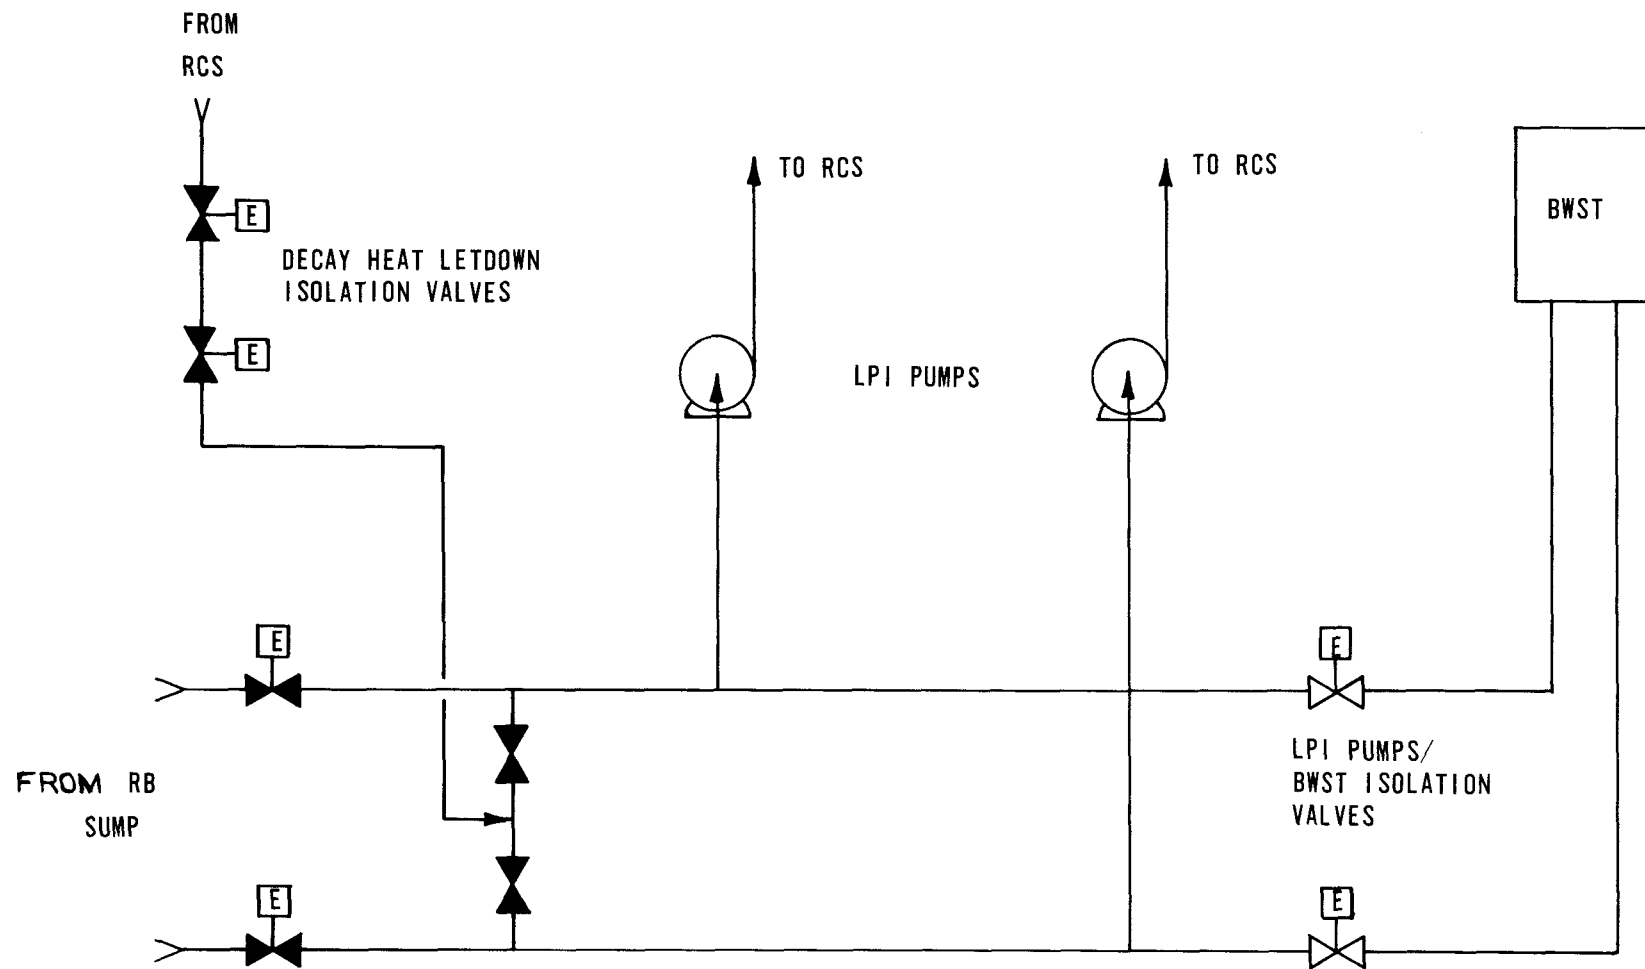 FROM
RCS
TO RCS
TO RCS
BWST
E
DECAY HEAT LETDOWN
ISOLATION VALVES
E
LPI PUMPS
E
E
LPI PUMPS/
BWST ISOLATION
VALVES
FROM RB
SUMP
E
E